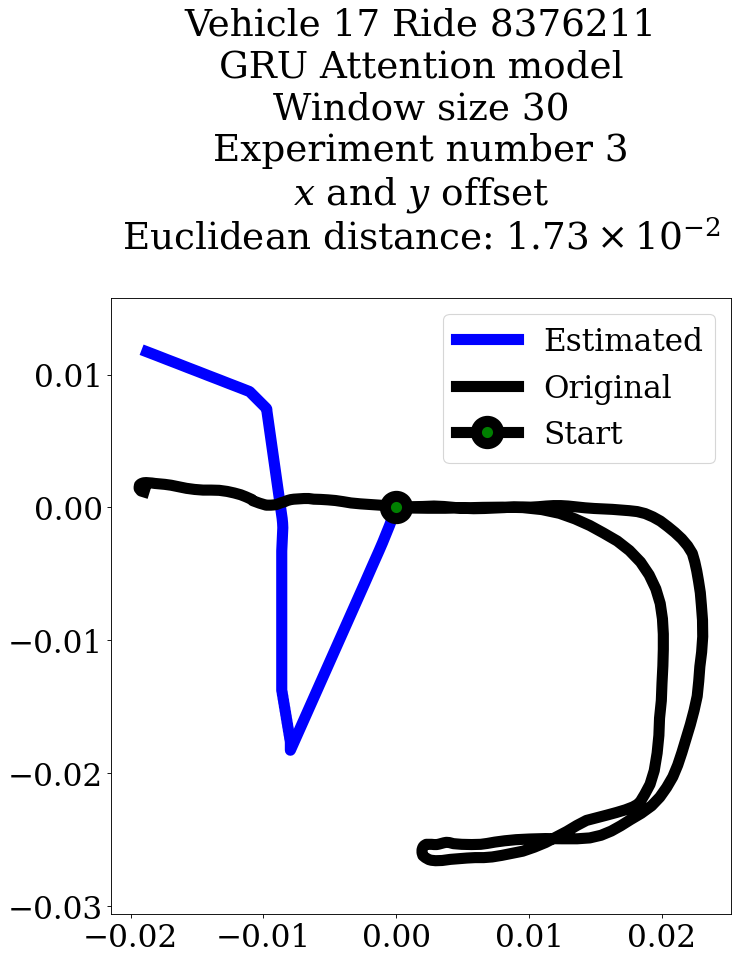 Vehicle 17 Ride 8376211
GRU Attention model
Window size 30
Experiment number 3
x and y offset
Euclidean distance: 1.73 × 10⁻²
Estimated
Original
Start
0.01
0.00
−0.01
−0.02
−0.03
−0.02 −0.01 0.00 0.01 0.02